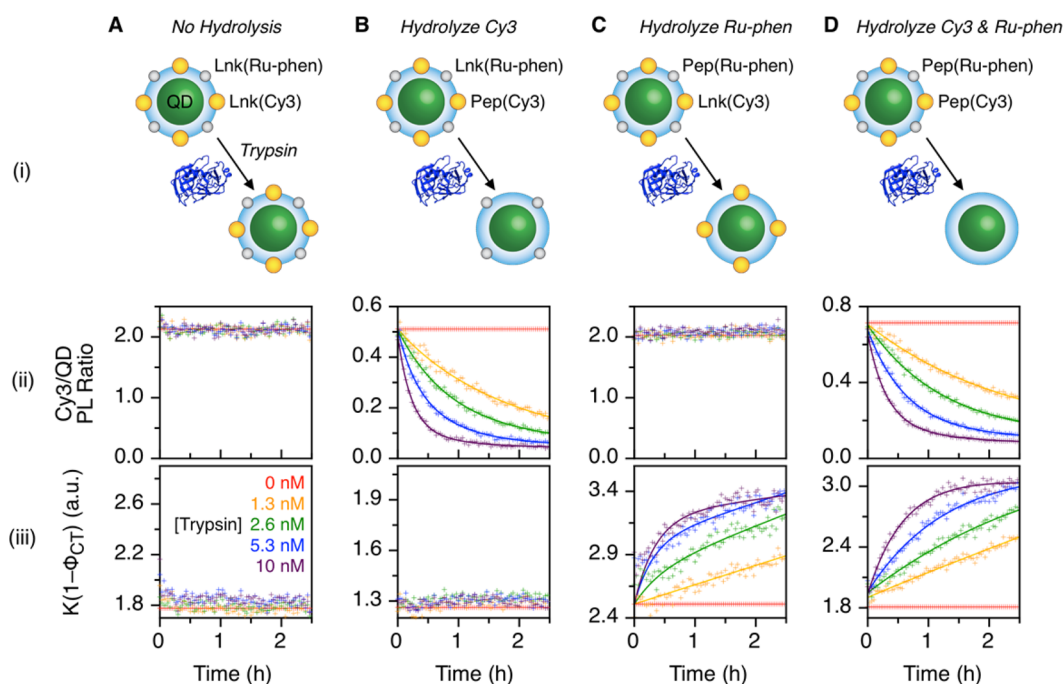 A No Hydrolysis
B Hydrolyze Cy3
C Hydrolyze Ru-phen
D Hydrolyze Cy3 & Ru-phen
(i)
Lnk(Ru-phen)
QD
Lnk(Cy3)
Trypsin
Lnk(Ru-phen)
Pep(Cy3)
Pep(Ru-phen)
Lnk(Cy3)
Pep(Ru-phen)
Pep(Cy3)
(ii)
Cy3/QD
PL Ratio
2.0
1.0
0.0
0.6
0.4
0.2
0.0
2.0
1.0
0.0
0.8
0.4
0.0
(iii)
K(1–ΦCT) (a.u.)
2.6
2.2
1.8
[Trypsin]
0 nM
1.3 nM
2.6 nM
5.3 nM
10 nM
1.9
1.7
1.5
1.3
3.4
2.9
2.4
3.0
2.4
1.8
0 1 2
0 1 2
0 1 2
0 1 2
Time (h)
Time (h)
Time (h)
Time (h)